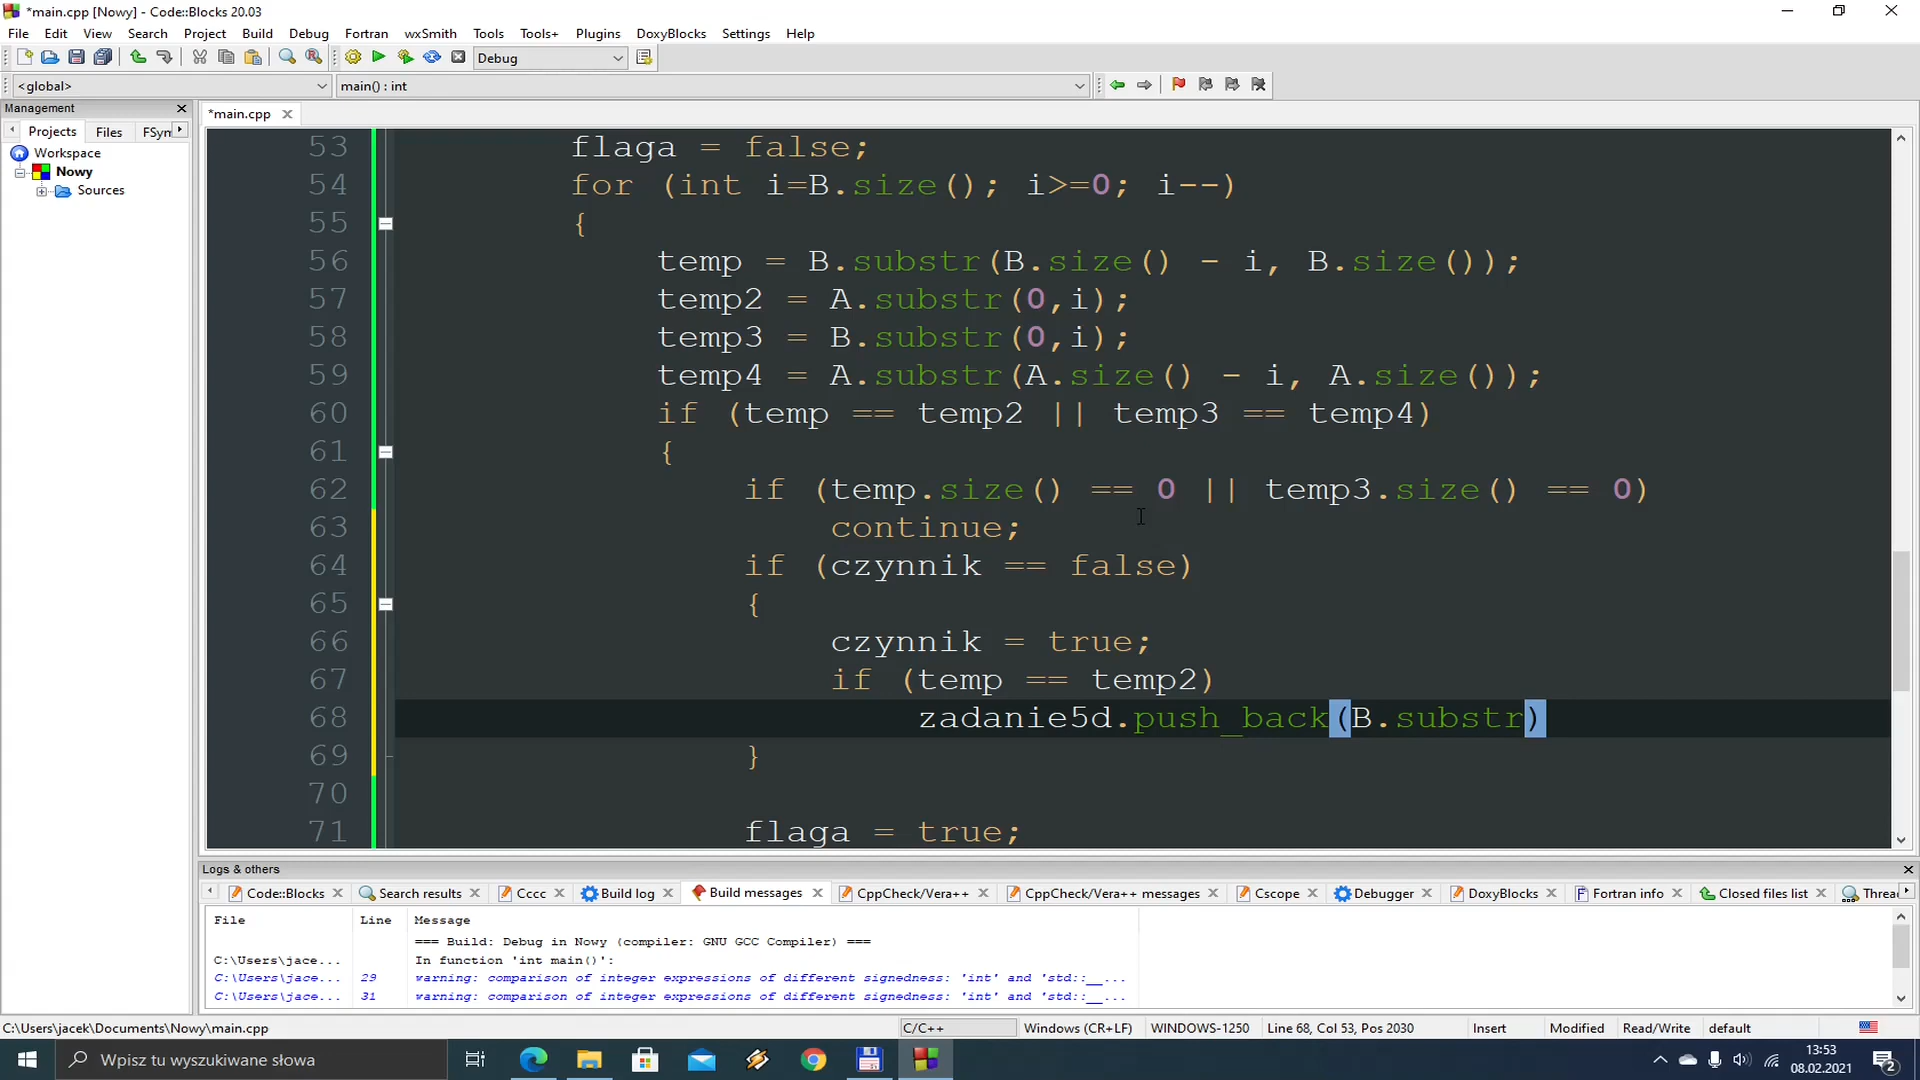 *main.cpp [Nowy] - Code::Blocks 20.03
File Edit View Search Project Build Debug Fortran wxSmith Tools Tools+ Plugins DoxyBlocks Settings Help
Debug
<global> main() : int
Management
*main.cpp
Projects Files FSyn
Workspace
Nowy
Sources
53 flaga = false;
54 for (int i=B.size(); i>=0; i--)
55 {
56 temp = B.substr(B.size() - i, B.size());
57 temp2 = A.substr(0,i);
58 temp3 = B.substr(0,i);
59 temp4 = A.substr(A.size() - i, A.size());
60 if (temp == temp2 || temp3 == temp4)
61 {
62 if (temp.size() == 0 || temp3.size() == 0)
63 continue;
64 if (czynnik == false)
65 {
66 czynnik = true;
67 if (temp == temp2)
68 zadanie5d.push_back(B.substr)
69 }
70
71 flaga = true;
Logs & others
Code::Blocks Search results Cccc Build log Build messages CppCheck/Vera++ CppCheck/Vera++ messages Cscope Debugger DoxyBlocks Fortran info Closed files list Threa
File Line Message
=== Build: Debug in Nowy (compiler: GNU GCC Compiler) ===
C:\Users\jace... In function 'int main()':
C:\Users\jace... 29 warning: comparison of integer expressions of different signedness: 'int' and 'std::__...
C:\Users\jace... 31 warning: comparison of integer expressions of different signedness: 'int' and 'std::__...
C:\Users\jacek\Documents\Nowy\main.cpp C/C++ Windows (CR+LF) WINDOWS-1250 Line 68, Col 53, Pos 2030 Insert Modified Read/Write default
Wpisz tu wyszukiwane słowa
13:53
08.02.2021
2